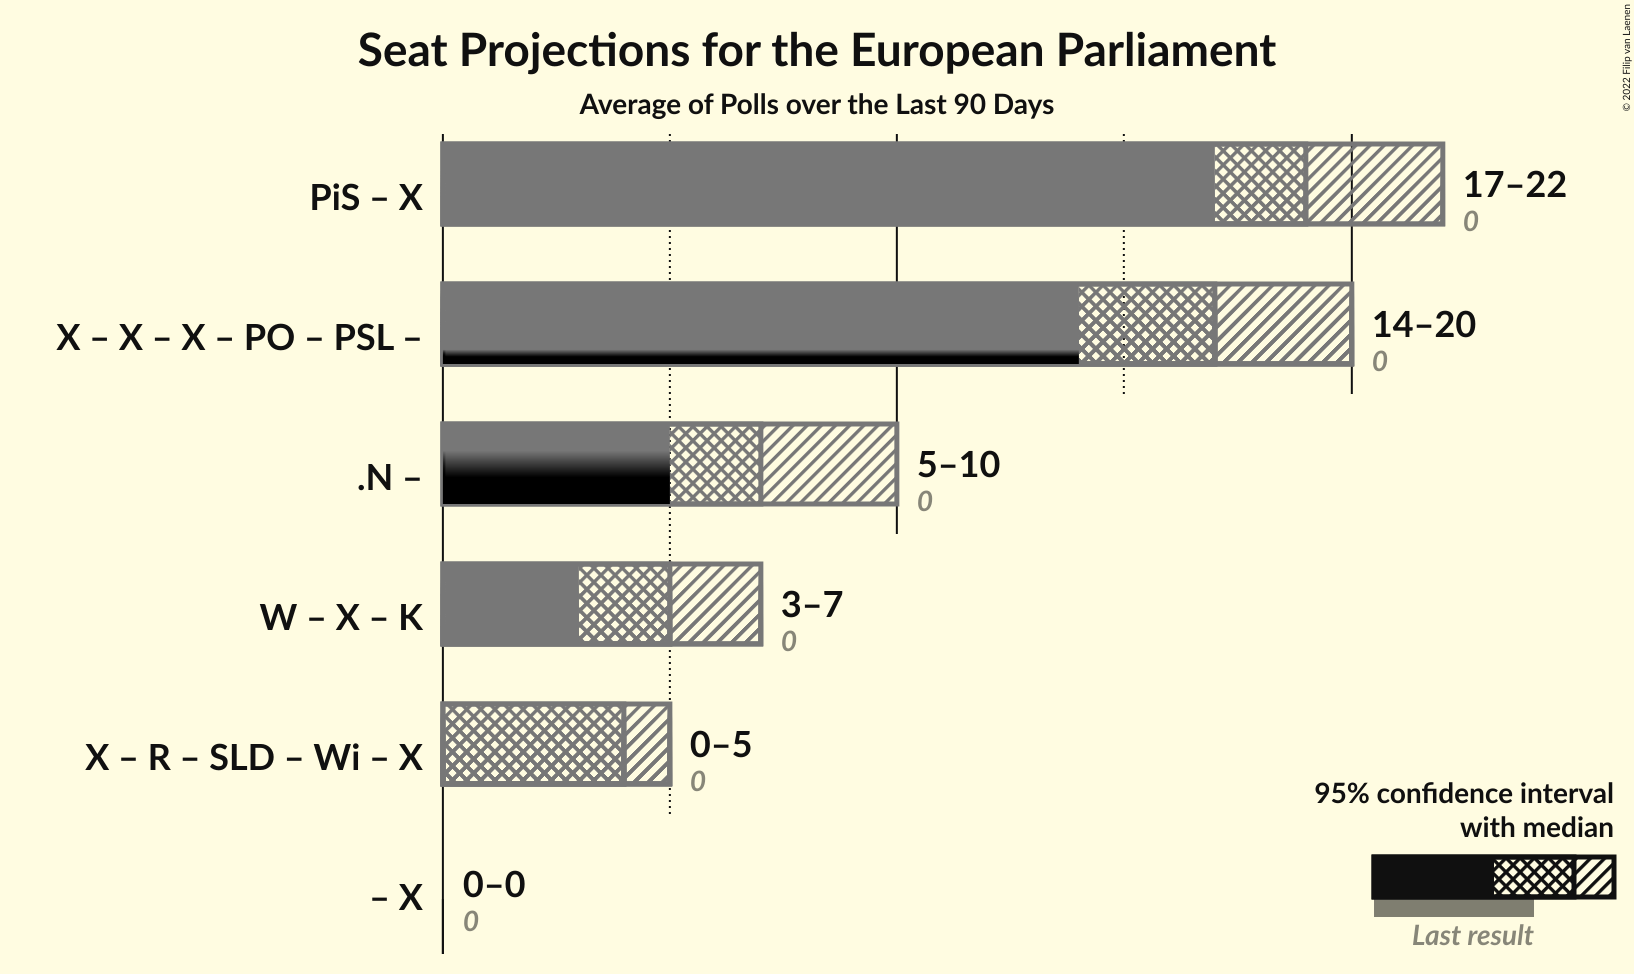 Seat Projections for the European Parliament
Average of Polls over the Last 90 Days
© 2022 Filip van Laenen
PiS – X
17–22
0
X – X – X – PO – PSL –
14–20
0
.N –
5–10
0
W – X – K
3–7
0
X – R – SLD – Wi – X
0–5
0
– X
0–0
0
95% confidence interval
with median
Last result